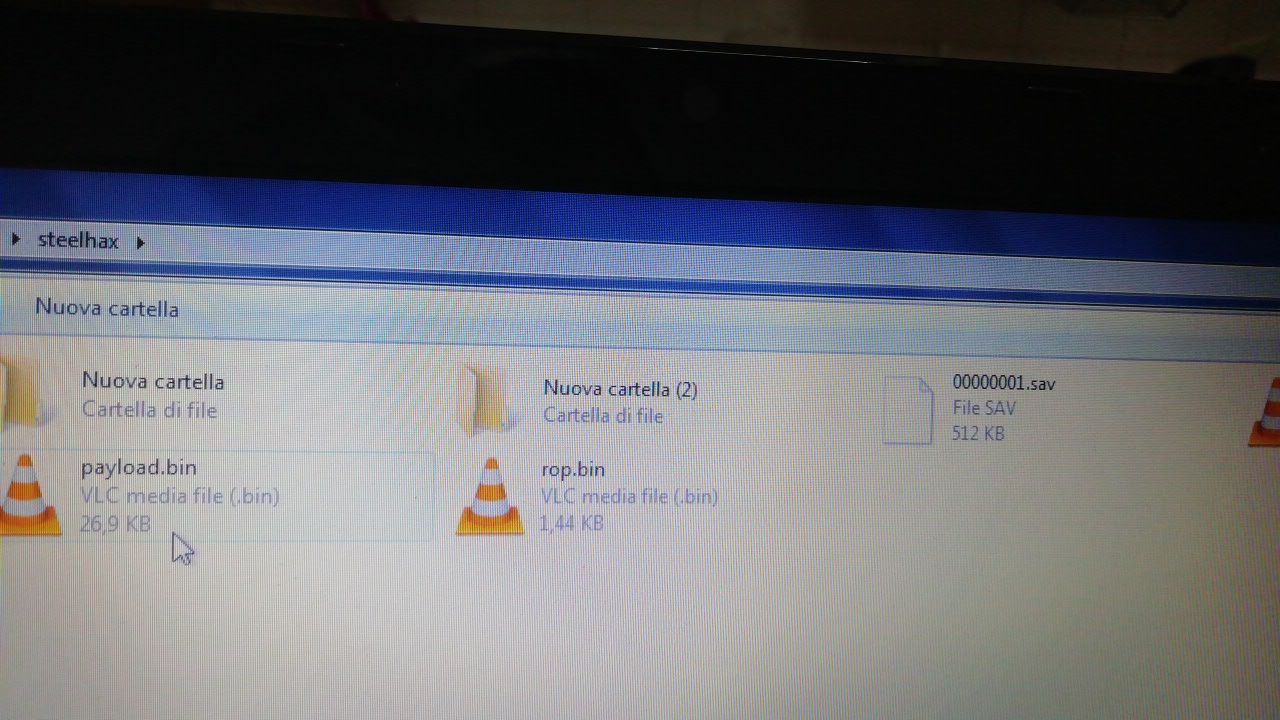 steelhax
Nuova cartella
Nuova cartella
Cartella di file
Nuova cartella (2)
Cartella di file
00000001.sav
File SAV
512 KB
payload.bin
VLC media file (.bin)
26,9 KB
rop.bin
VLC media file (.bin)
1,44 KB